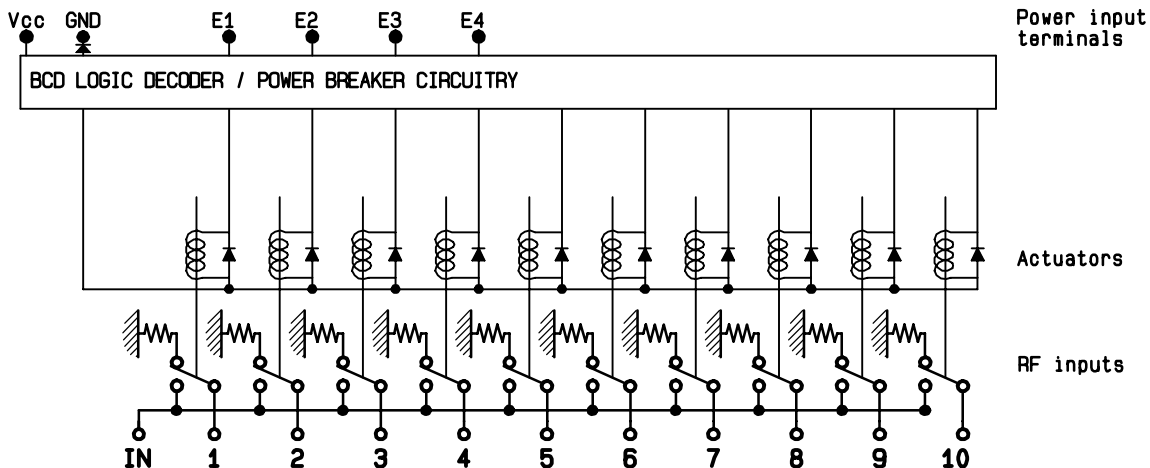 Vcc GND E1 E2 E3 E4 Power input
terminals
BCD LOGIC DECODER / POWER BREAKER CIRCUITRY
Actuators
RF inputs
IN 1 2 3 4 5 6 7 8 9 10